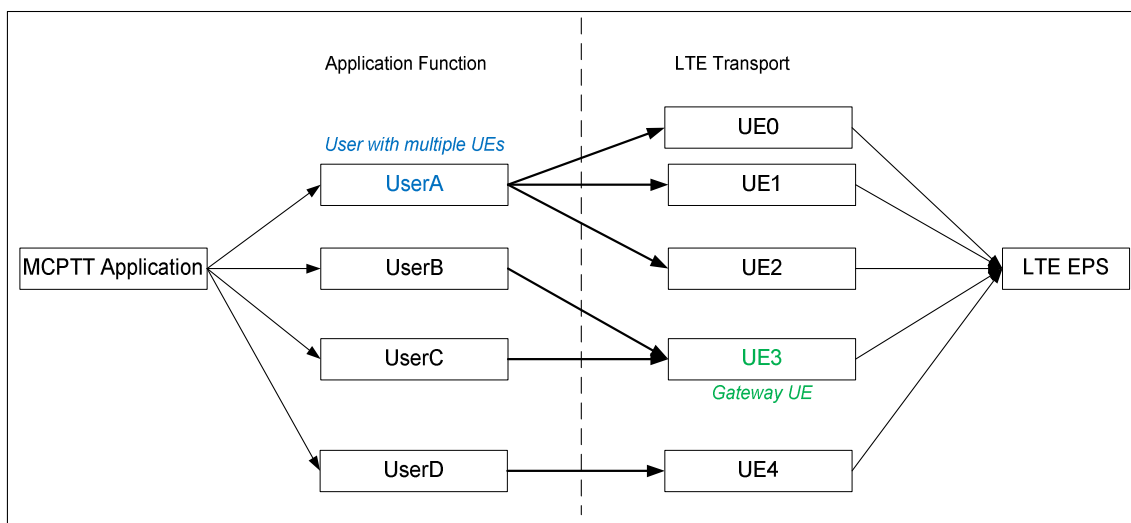 Application Function
LTE Transport
UE0
User with multiple UEs
UserA
UE1
MCPTT Application
UserB
UE2
LTE EPS
UserC
UE3
Gateway UE
UserD
UE4